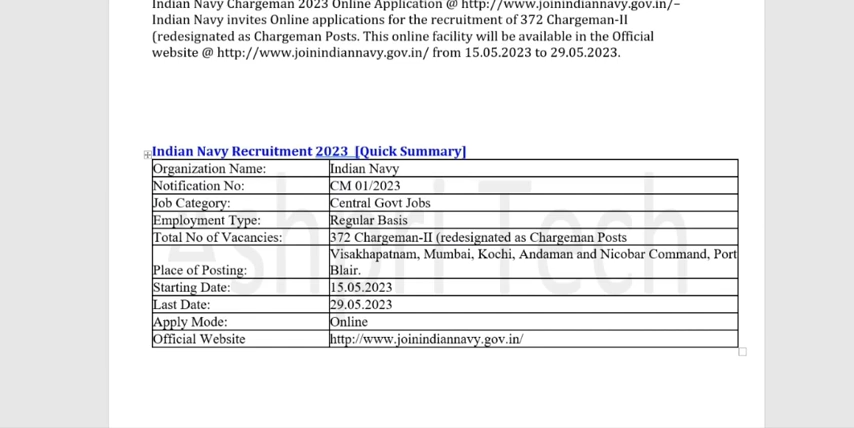 Indian Navy Chargeman 2023 Online Application @ http://www.joinindiannavy.gov.in/–
Indian Navy invites Online applications for the recruitment of 372 Chargeman-II
(redesignated as Chargeman Posts. This online facility will be available in the Official
website @ http://www.joinindiannavy.gov.in/ from 15.05.2023 to 29.05.2023.
Indian Navy Recruitment 2023 [Quick Summary]
Organization Name: Indian Navy
Notification No: CM 01/2023
Job Category: Central Govt Jobs
Employment Type: Regular Basis
Total No of Vacancies: 372 Chargeman-II (redesignated as Chargeman Posts
Visakhapatnam, Mumbai, Kochi, Andaman and Nicobar Command, Port
Place of Posting: Blair.
Starting Date: 15.05.2023
Last Date: 29.05.2023
Apply Mode: Online
Official Website http://www.joinindiannavy.gov.in/
Ashpri Tech